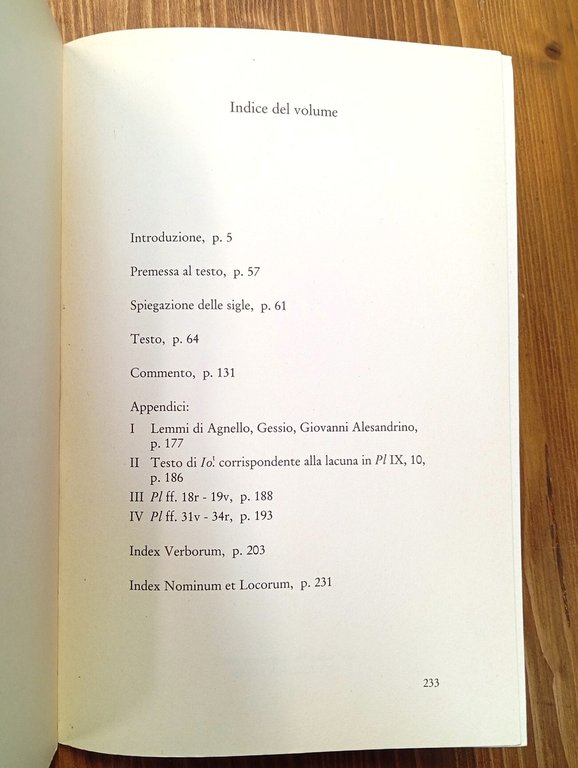 Indice del volume
Introduzione, p. 5
Premessa al testo, p. 57
Spiegazione delle sigle, p. 61
Testo, p. 64
Commento, p. 131
Appendici:
I Lemmi di Agnello, Gessio, Giovanni Alesandrino,
p. 177
II Testo di Io.¹ corrispondente alla lacuna in Pl IX, 10,
p. 186
III Pl ff. 18r - 19v, p. 188
IV Pl ff. 31v - 34r, p. 193
Index Verborum, p. 203
Index Nominum et Locorum, p. 231
233